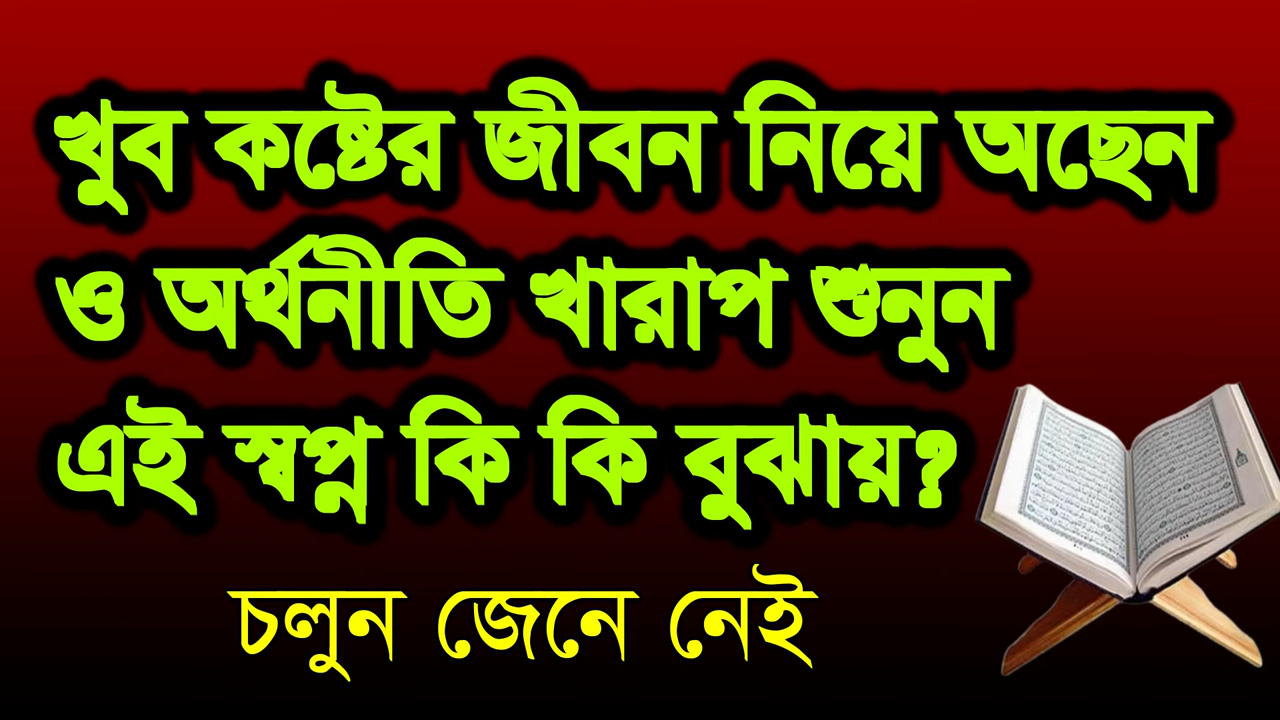 খুব কষ্টের জীবন নিয়ে অছেন
ও অর্থনীতি খারাপ শুনুন
এই স্বপ্ন কি কি বুঝায়?
চলুন জেনে নেই